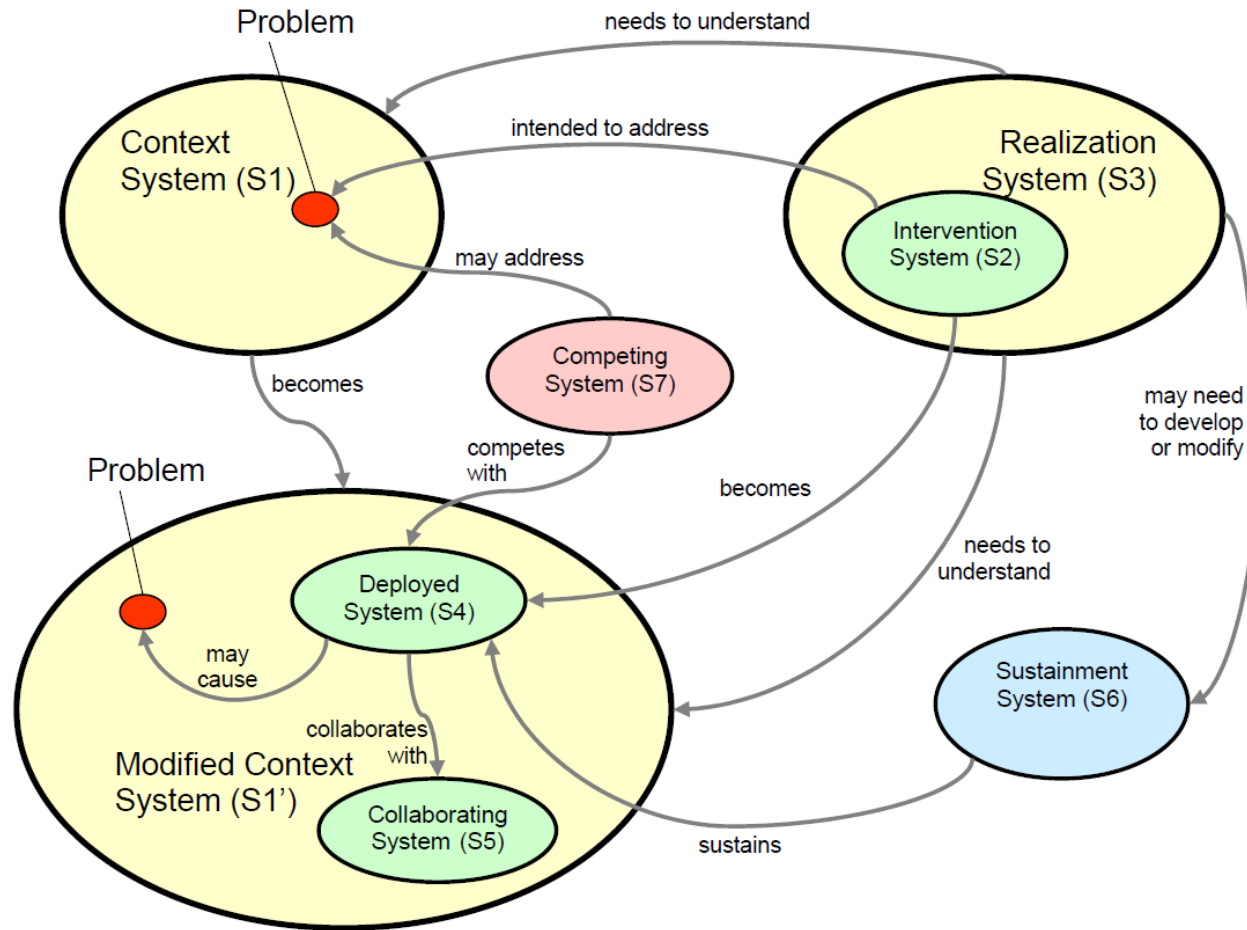 Problem
needs to understand
Context
System (S1)
intended to address
Realization
System (S3)
Intervention
System (S2)
may address
Competing
System (S7)
becomes
may need
to develop
or modify
competes
with
Problem
becomes
Deployed
System (S4)
needs to
understand
may
cause
Sustainment
System (S6)
collaborates
with
Modified Context
System (S1’)
Collaborating
System (S5)
sustains